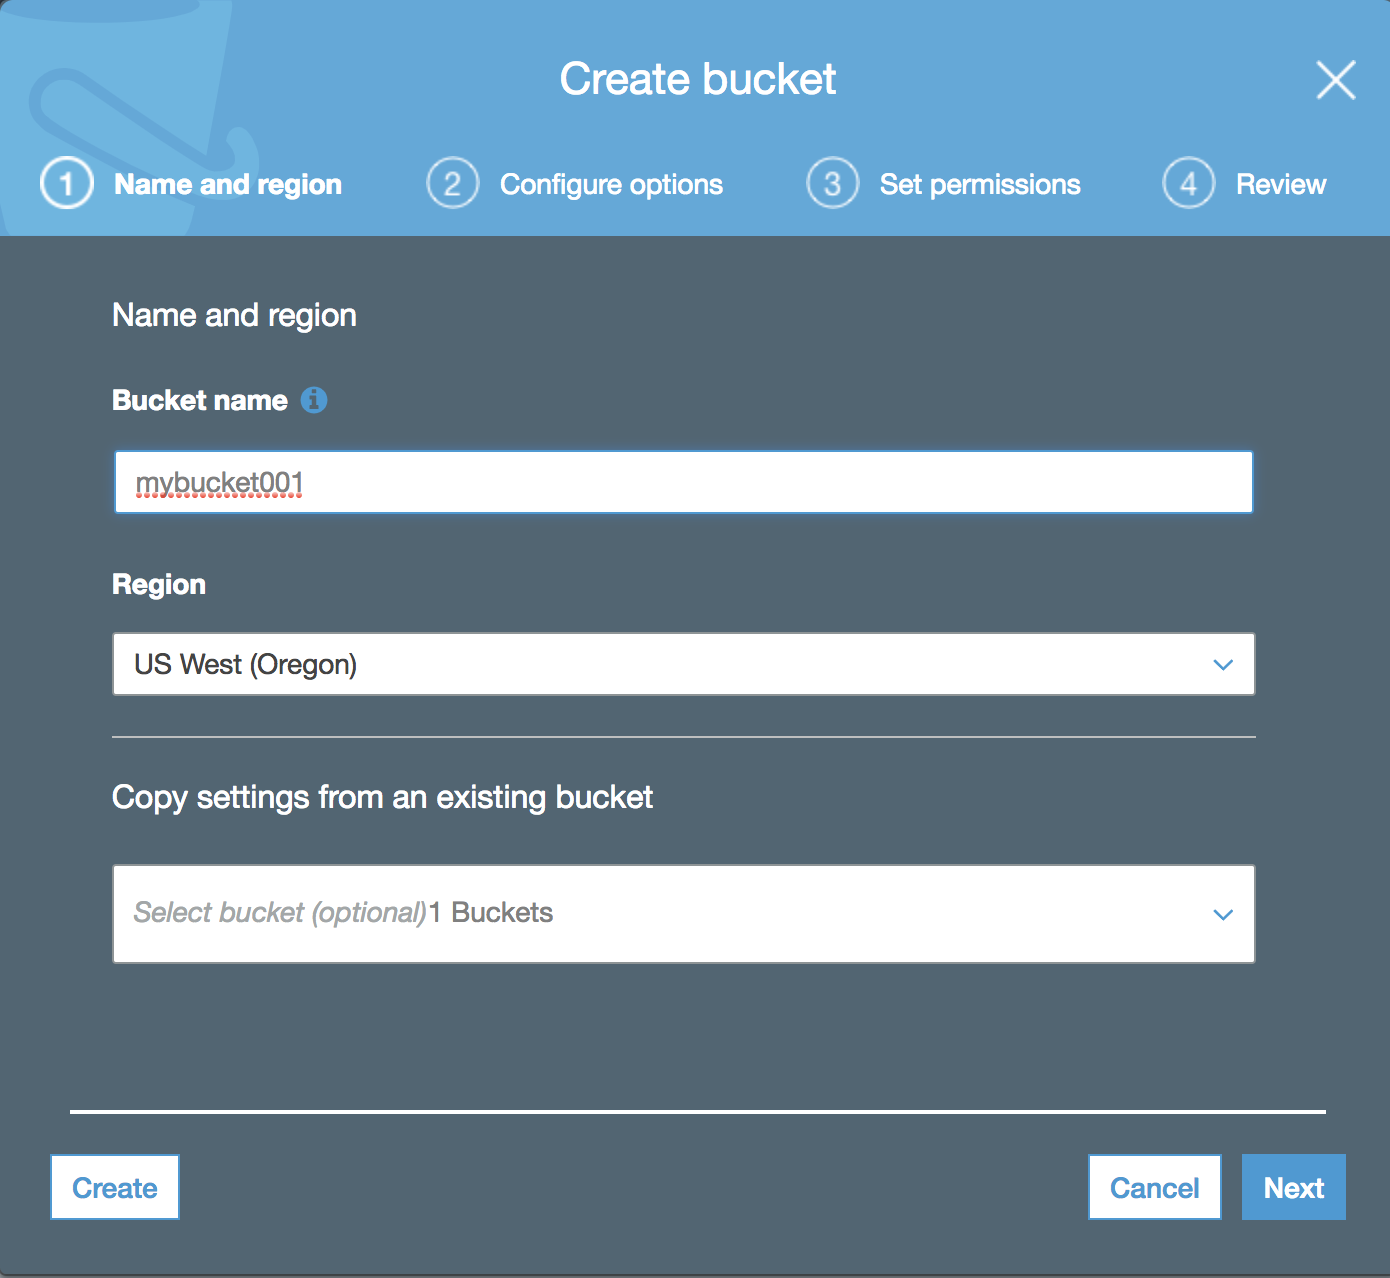 Create bucket
1 Name and region 2 Configure options 3 Set permissions 4 Review
Name and region
Bucket name
mybucket001
Region
US West (Oregon)
Copy settings from an existing bucket
Select bucket (optional)1 Buckets
Create Cancel Next